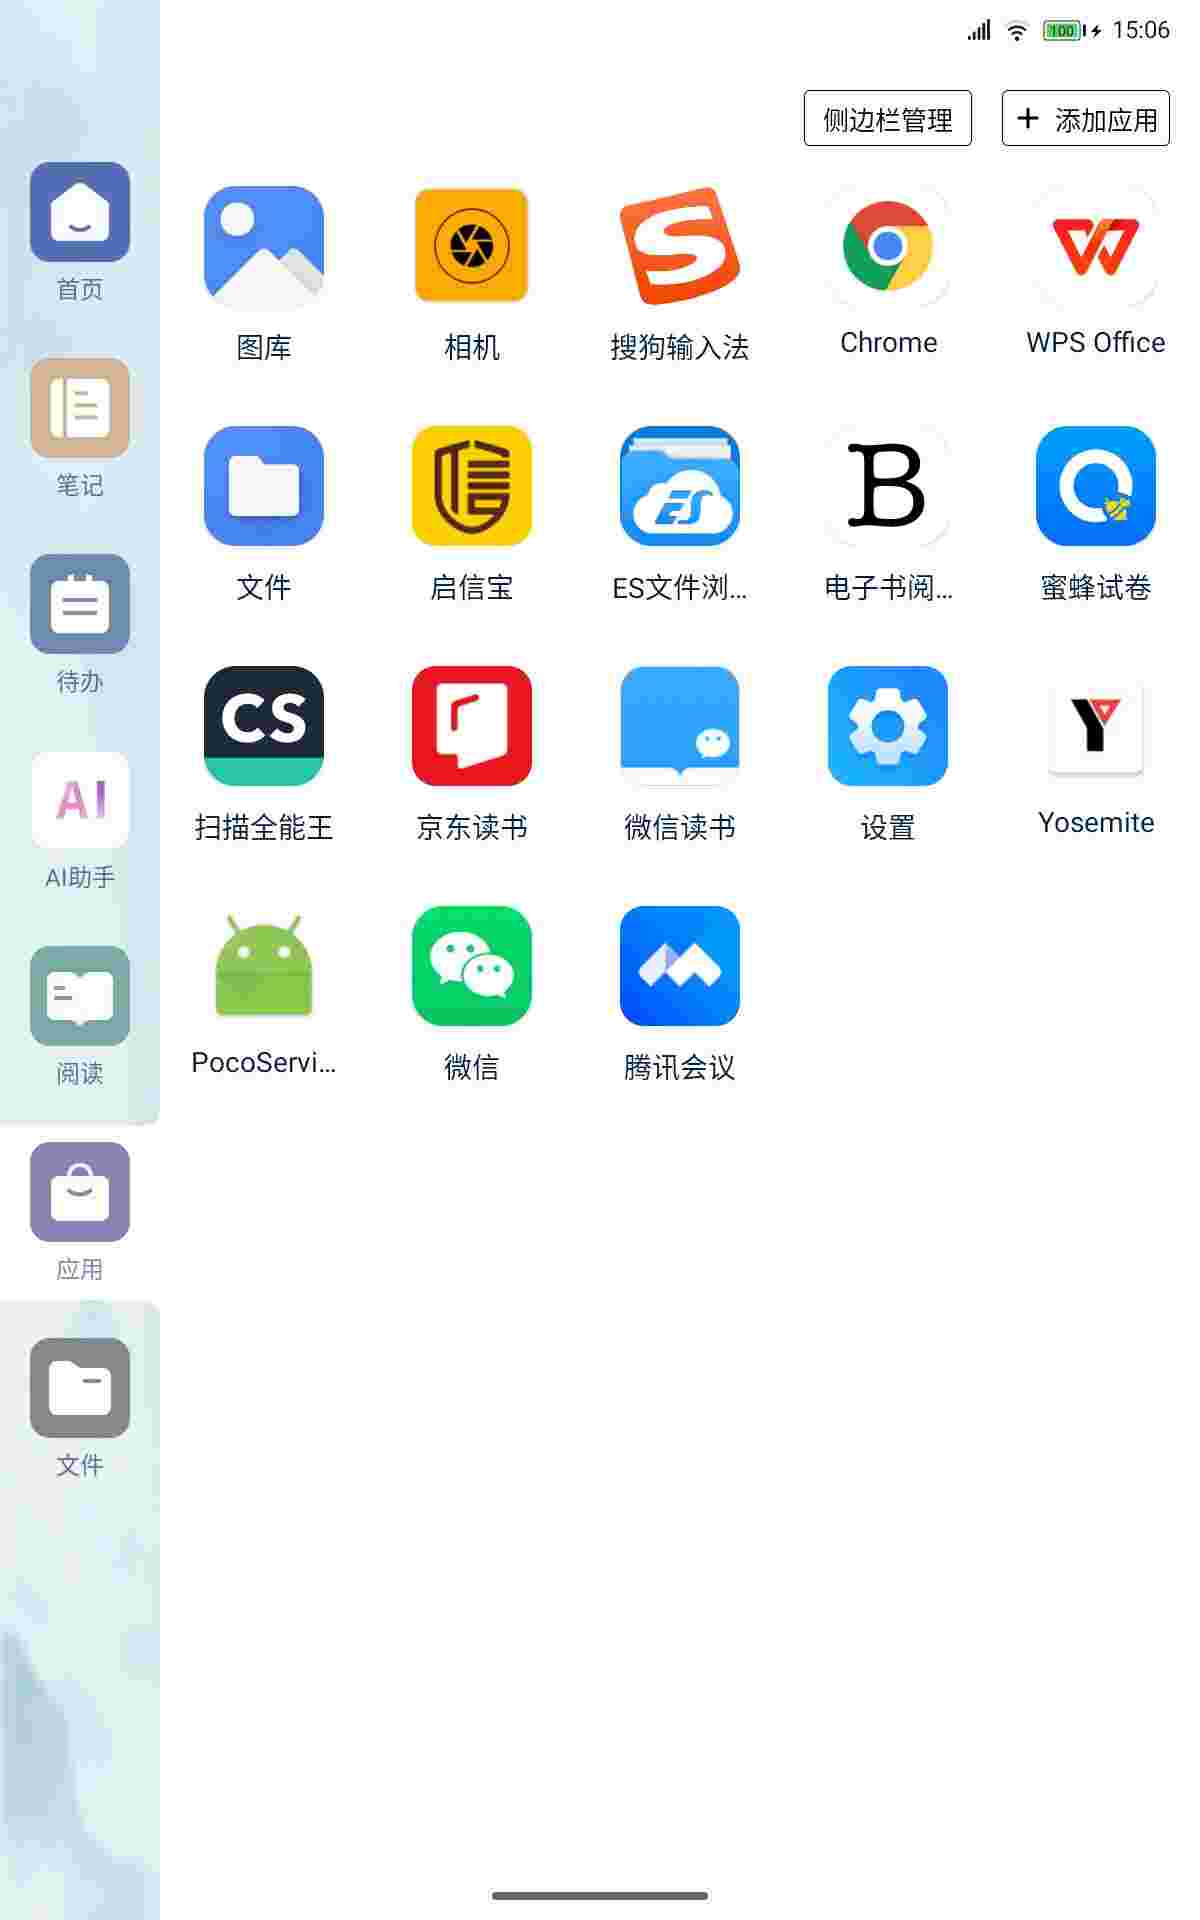 100 15:06
侧边栏管理
+ 添加应用
首页
笔记
待办
AI
AI助手
阅读
应用
文件
图库
相机
S
搜狗输入法
Chrome
W
WPS Office
文件
信
启信宝
ES
ES文件浏...
B
电子书阅...
蜜蜂试卷
CS
扫描全能王
京东读书
微信读书
设置
Y
Yosemite
PocoServi...
微信
腾讯会议